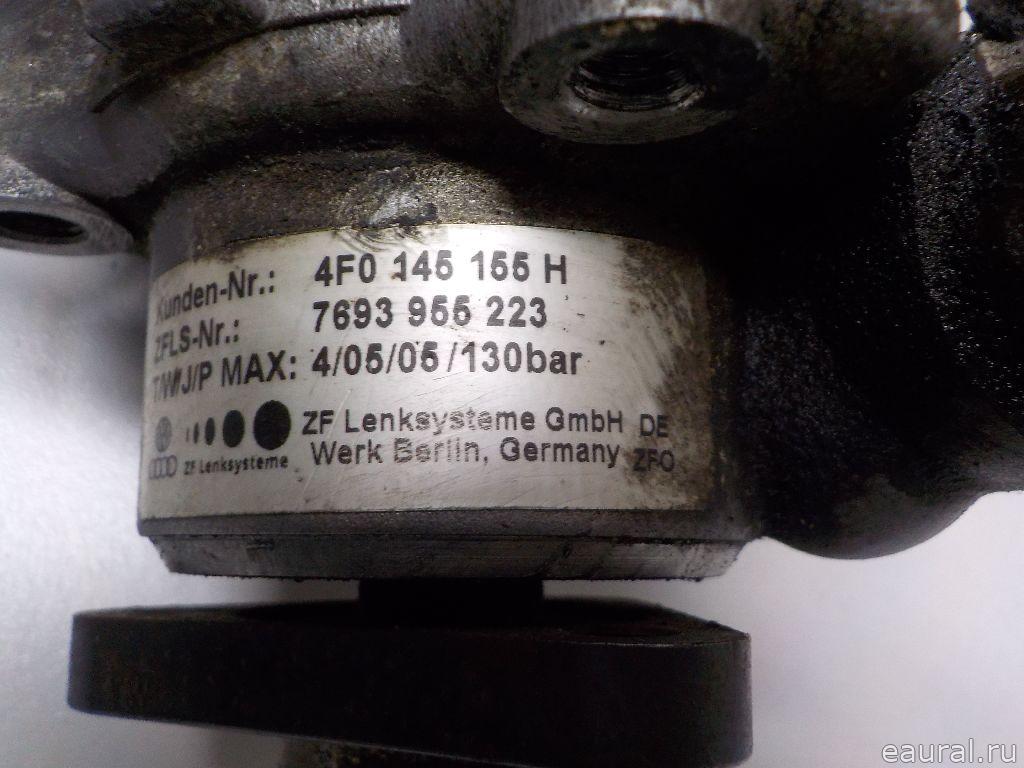 Kunden-Nr.: 4F0 145 155 H
ZFLS-Nr.: 7693 955 223
T/W/J/P MAX: 4/05/05/130bar
ZF Lenksysteme GmbH DE
ZF Lenksysteme Werk Berlin, Germany ZFO
eaural.ru